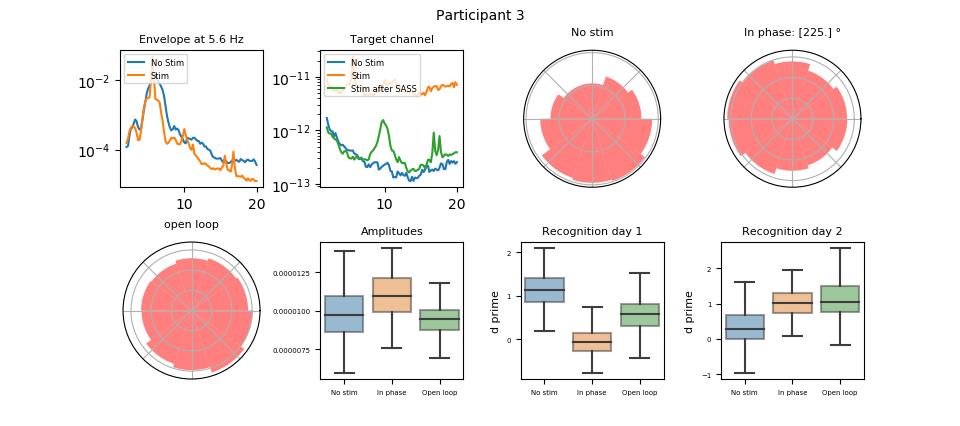 Participant 3
Envelope at 5.6 Hz
No Stim
Stim
10⁻²
10⁻⁴
10
20
Target channel
No Stim
Stim
Stim after SASS
10⁻¹¹
10⁻¹²
10⁻¹³
10
20
No stim
In phase: [225.] °
open loop
Amplitudes
0.0000125
0.0000100
0.0000075
No stim
In phase
Open loop
Recognition day 1
d prime
2
1
0
No stim
In phase
Open loop
Recognition day 2
d prime
2
1
0
−1
No stim
In phase
Open loop